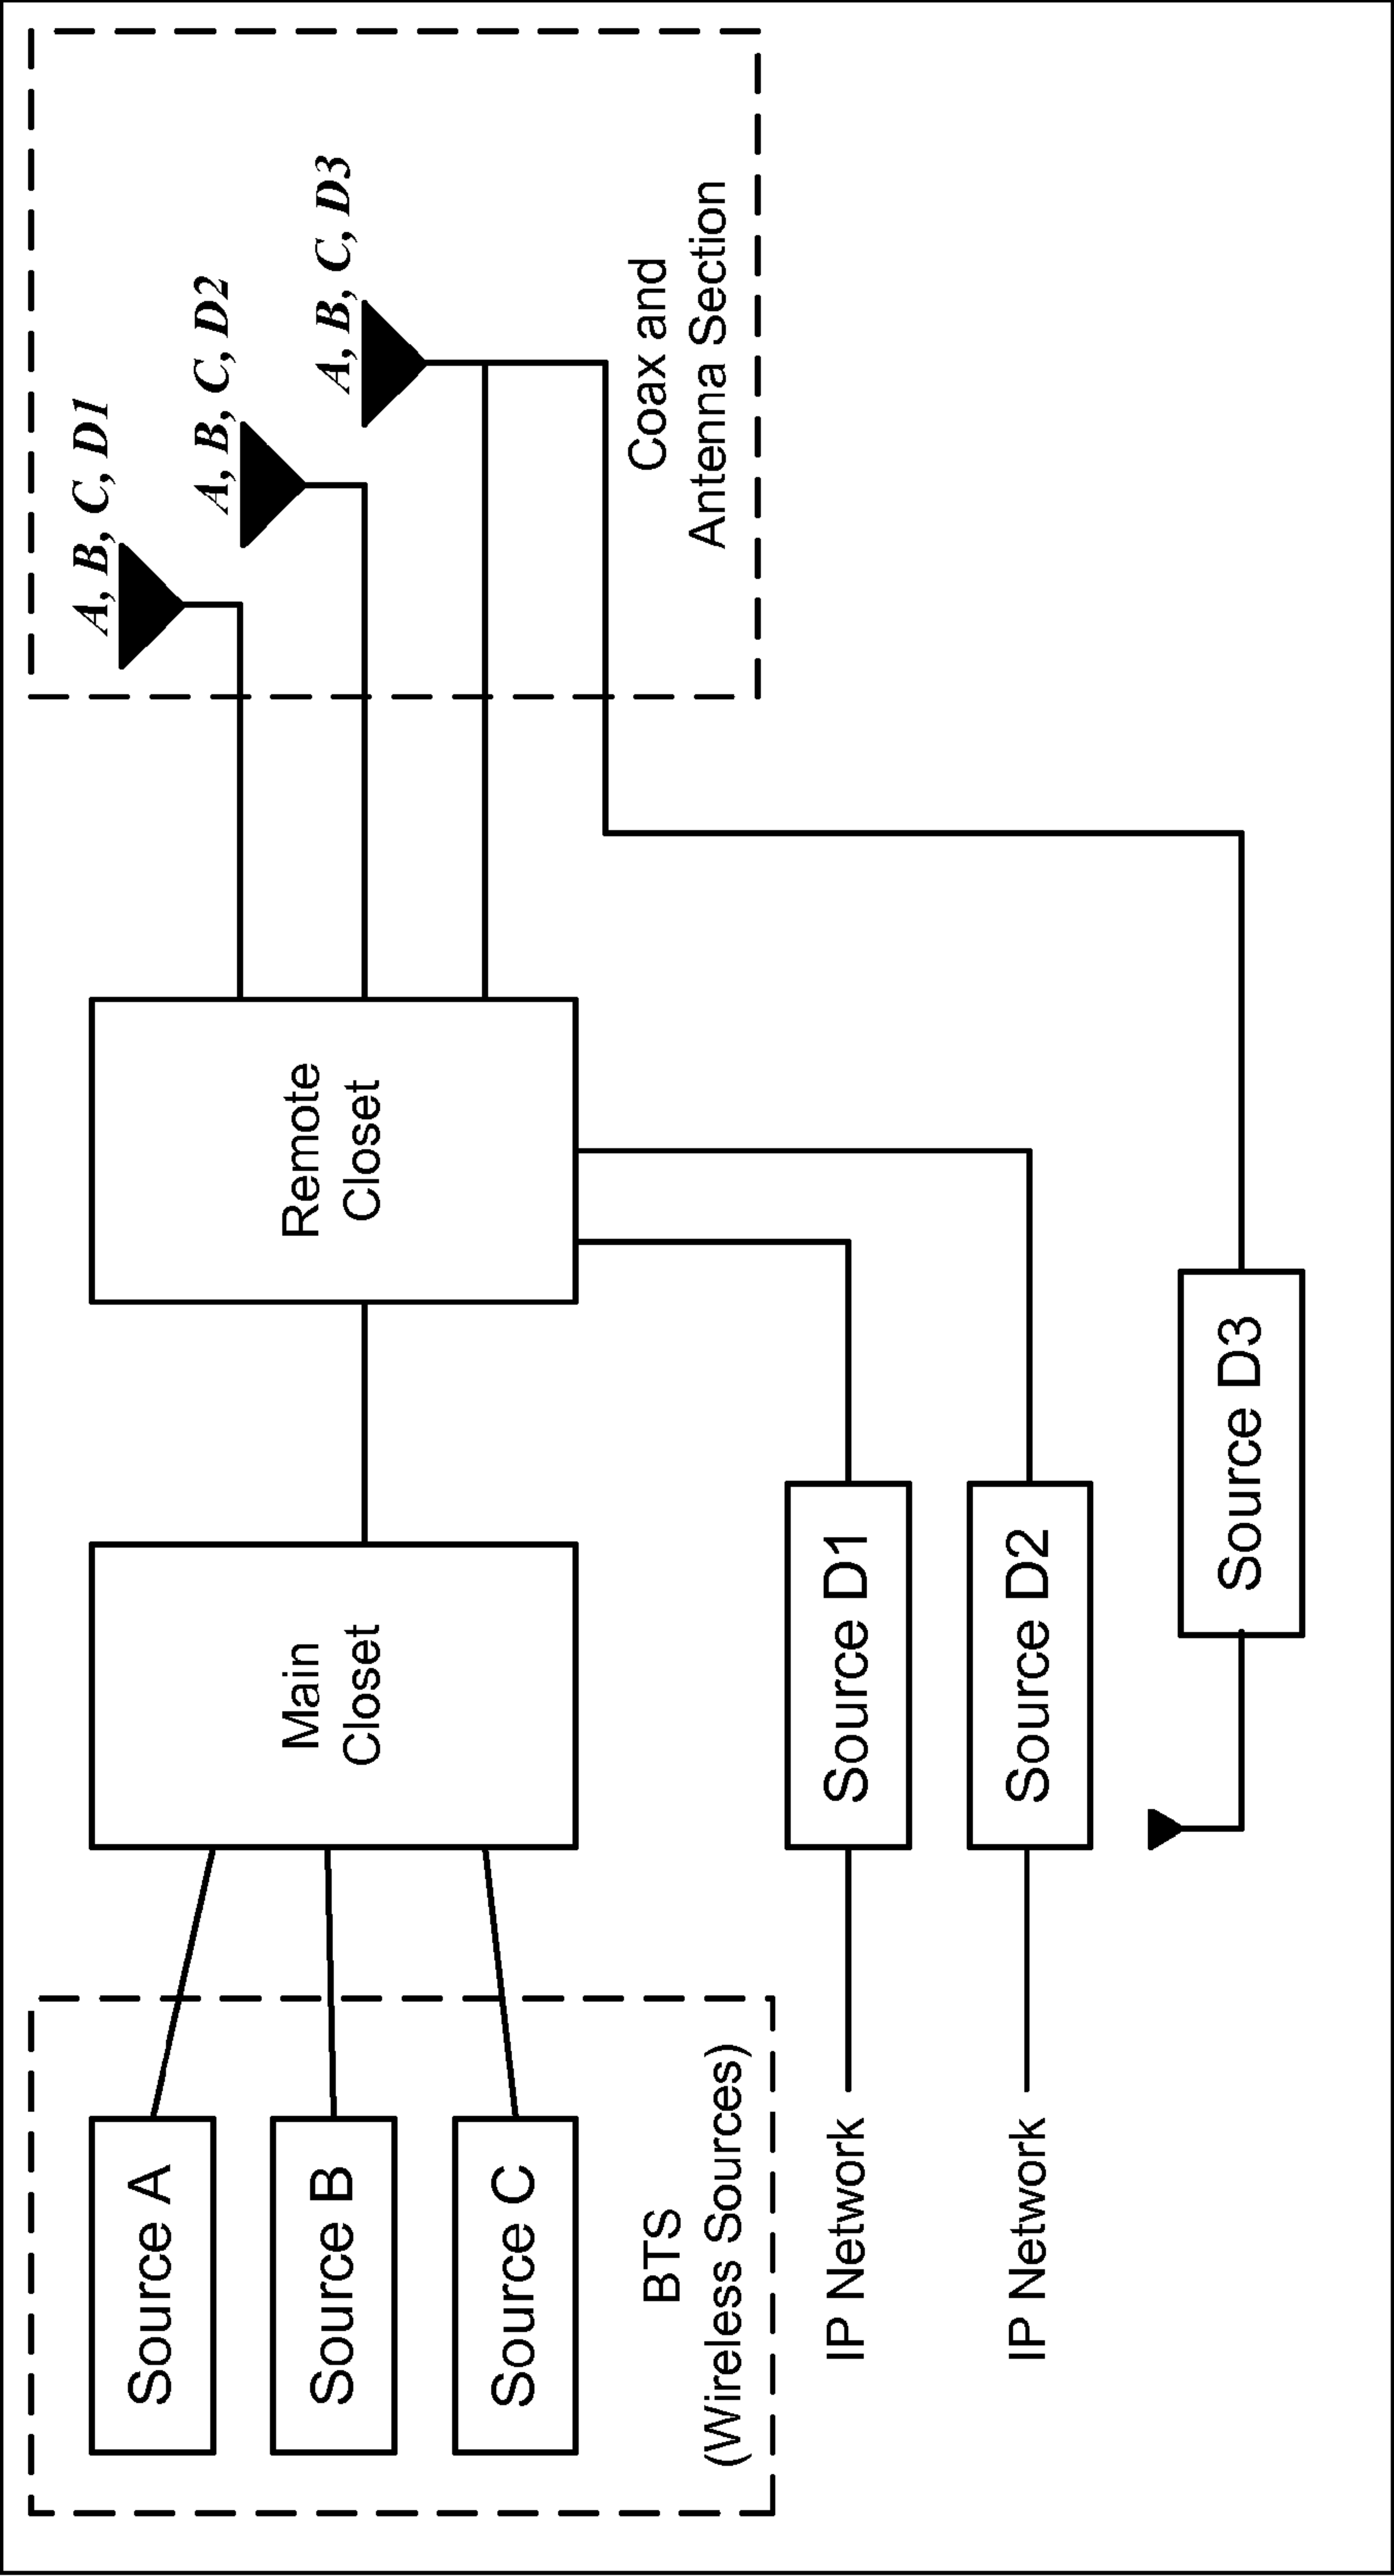 Source A
Source B
Source C
BTS
(Wireless Sources)
Main
Closet
Remote
Closet
A, B, C, D1
A, B, C, D2
A, B, C, D3
Coax and
Antenna Section
IP Network
Source D1
IP Network
Source D2
Source D3